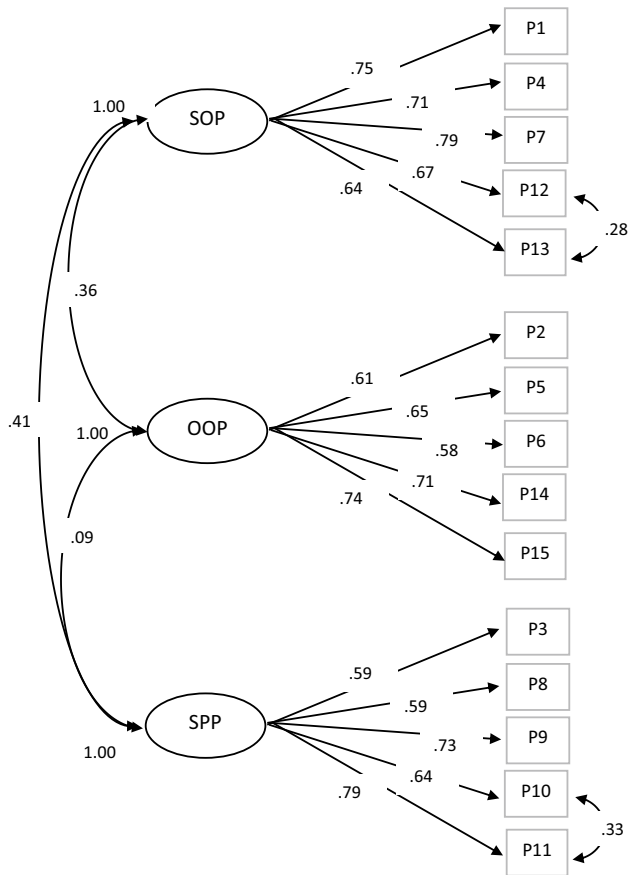 P1
.75
P4
1.00
.71
SOP
P7
.79
.67
P12
.64
.28
P13
.36
P2
.61
P5
.65
.41
1.00
OOP
P6
.58
.71
P14
.74
.09
P15
P3
.59
P8
.59
SPP
P9
.73
1.00
.64
P10
.79
.33
P11